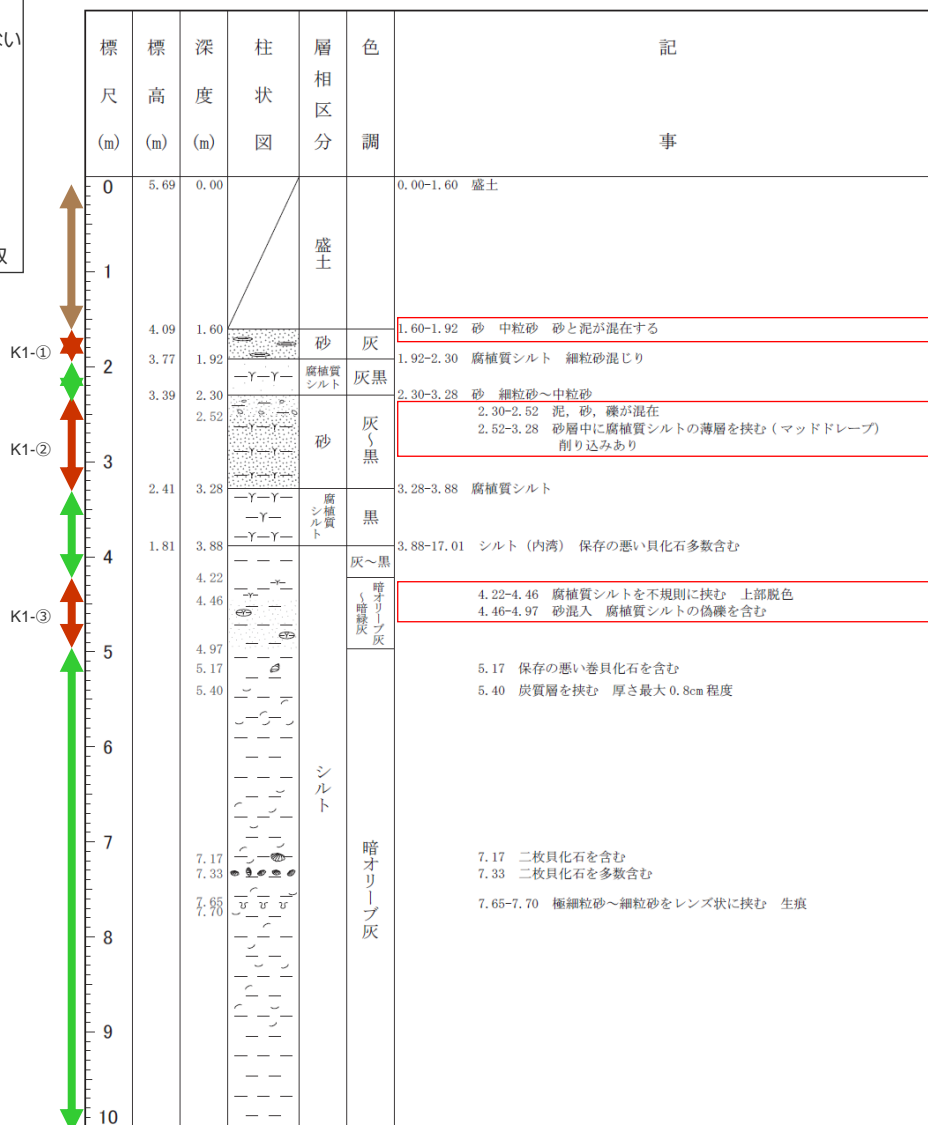 ない
取
標尺(m)
標高(m)
深度(m)
柱状図
層相区分
色調
記事
0 5.69 0.00 0.00-1.60 盛土
盛土
1
4.09 1.60 1.60-1.92 砂 中粒砂 砂と泥が混在する
砂 灰
K1-①
3.77 1.92 1.92-2.30 腐植質シルト 細粒砂混じり
2
腐植質シルト 灰黒
3.39 2.30 2.30-3.28 砂 細粒砂～中粒砂
2.30-2.52 泥，砂，礫が混在
2.52 2.52-3.28 砂層中に腐植質シルトの薄層を挟む ( マッドドレープ)
削り込みあり
砂 灰～黒
K1-②
3
2.41 3.28 3.28-3.88 腐植質シルト
腐植質シルト 黒
1.81 3.88 3.88-17.01 シルト（内湾） 保存の悪い貝化石多数含む
4
灰～黒
4.22 4.22-4.46 腐植質シルトを不規則に挟む 上部脱色
4.46 4.46-4.97 砂混入 腐植質シルトの偽礫を含む
暗オリーブ灰～暗緑灰
K1-③
4.97
5
5.17 5.17 保存の悪い巻貝化石を含む
5.40 5.40 炭質層を挟む 厚さ最大 0.8cm 程度
6
シルト
7
暗オリーブ灰
7.17 7.17 二枚貝化石を含む
7.33 7.33 二枚貝化石を多数含む
7.65 7.65-7.70 極細粒砂～細粒砂をレンズ状に挟む 生痕
7.70
8
9
10